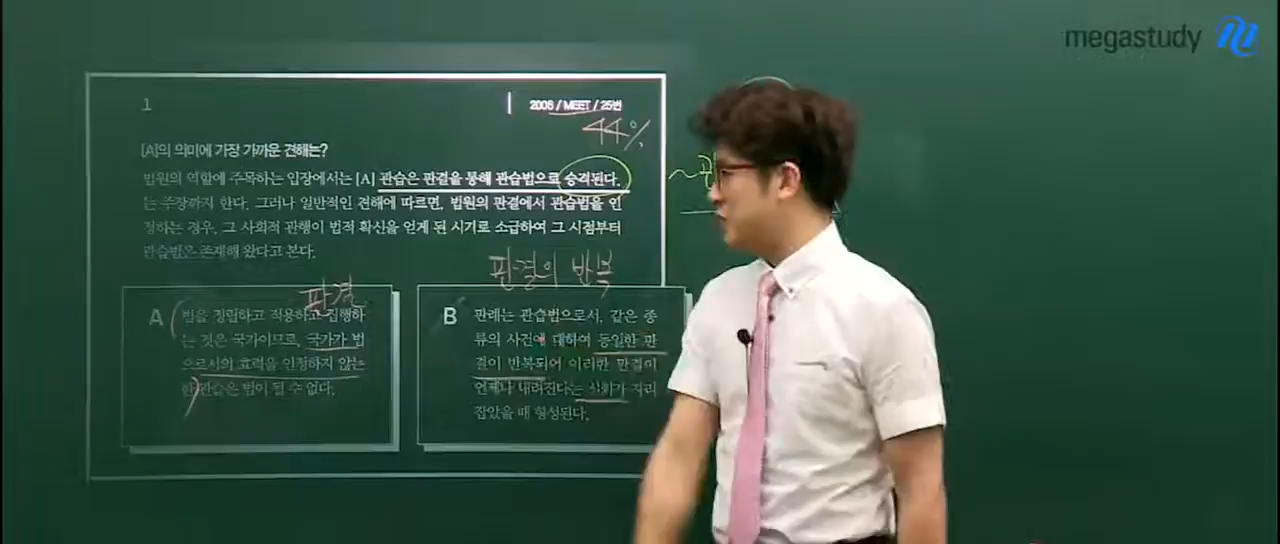 megastudy
1
2006 / MEET / 25번
44%
[A]의 의미에 가장 가까운 견해는?
법원의 역할에 주목하는 입장에서는 [A] 관습은 판결을 통해 관습법으로 승격된다.
는 주장까지 한다. 그러나 일반적인 견해에 따르면, 법원의 판결에서 관습법을 인
정하는 경우, 그 사회적 관행이 법적 확신을 얻게 된 시기로 소급하여 그 시점부터
관습법은 존재해 왔다고 본다.
~관
판결
A
법을 정립하고 적용하고 집행하
는 것은 국가이므로, 국가가 법
으로서의 효력을 인정하지 않는
한 관습은 법이 될 수 없다.
판결의 반복
B
판례는 관습법으로서, 같은 종
류의 사건에 대하여 동일한 판
결이 반복되어 이러한 판결이
언제나 내려진다는 신뢰가 자리
잡았을 때 형성된다.